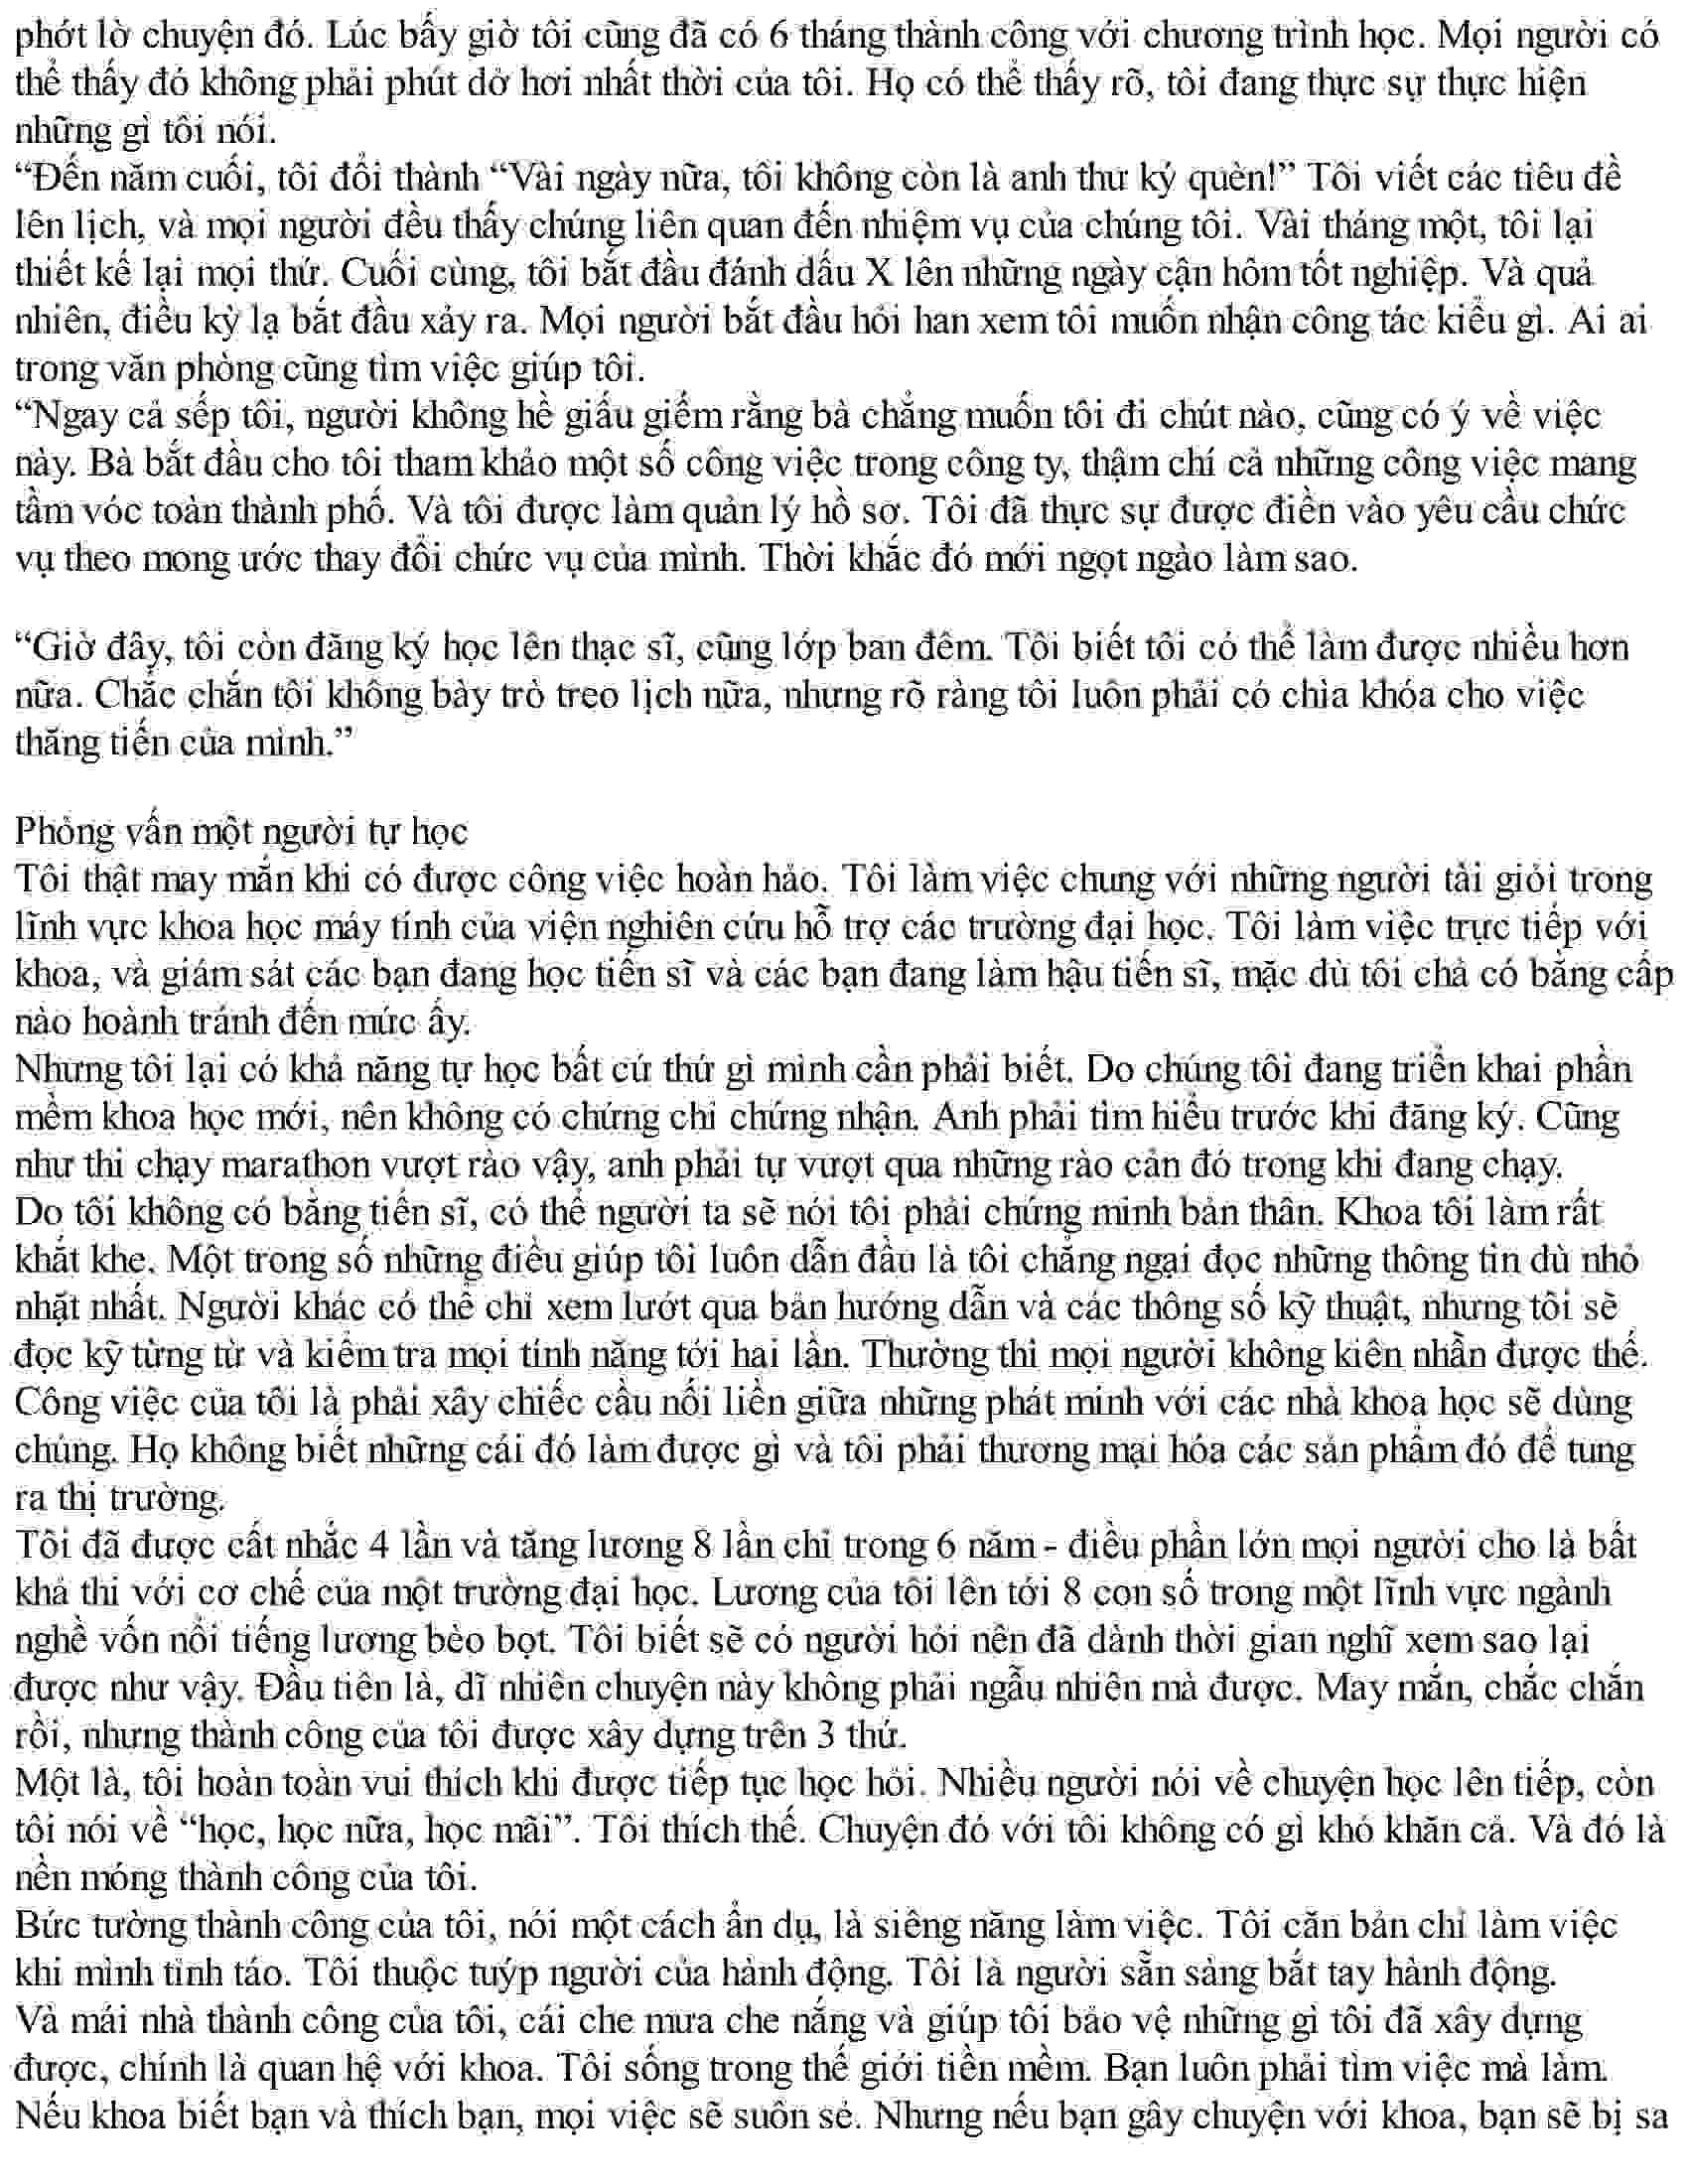 phớt lờ chuyện đó. Lúc bấy giờ tôi cũng đã có 6 tháng thành công với chương trình học. Mọi người có
thể thấy đó không phải phút dở hơi nhất thời của tôi. Họ có thể thấy rõ, tôi đang thực sự thực hiện
những gì tôi nói.
“Đến năm cuối, tôi đổi thành “Vài ngày nữa, tôi không còn là anh thư ký quèn!” Tôi viết các tiêu đề
lên lịch, và mọi người đều thấy chúng liên quan đến nhiệm vụ của chúng tôi. Vài tháng một, tôi lại
thiết kế lại mọi thứ. Cuối cùng, tôi bắt đầu đánh dấu X lên những ngày cận hôm tốt nghiệp. Và quả
nhiên, điều kỳ lạ bắt đầu xảy ra. Mọi người bắt đầu hỏi han xem tôi muốn nhận công tác kiểu gì. Ai ai
trong văn phòng cũng tìm việc giúp tôi.
“Ngay cả sếp tôi, người không hề giấu giếm rằng bà chẳng muốn tôi đi chút nào, cũng có ý về việc
này. Bà bắt đầu cho tôi tham khảo một số công việc trong công ty, thậm chí cả những công việc mang
tầm vóc toàn thành phố. Và tôi được làm quản lý hồ sơ. Tôi đã thực sự được điền vào yêu cầu chức
vụ theo mong ước thay đổi chức vụ của mình. Thời khắc đó mới ngọt ngào làm sao.
“Giờ đây, tôi còn đăng ký học lên thạc sĩ, cũng lớp ban đêm. Tôi biết tôi có thể làm được nhiều hơn
nữa. Chắc chắn tôi không bày trò treo lịch nữa, nhưng rõ ràng tôi luôn phải có chìa khóa cho việc
thăng tiến của mình.”
Phỏng vấn một người tự học
Tôi thật may mắn khi có được công việc hoàn hảo. Tôi làm việc chung với những người tài giỏi trong
lĩnh vực khoa học máy tính của viện nghiên cứu hỗ trợ các trường đại học. Tôi làm việc trực tiếp với
khoa, và giám sát các bạn đang học tiến sĩ và các bạn đang làm hậu tiến sĩ, mặc dù tôi chả có bằng cấp
nào hoành tránh đến mức ấy.
Nhưng tôi lại có khả năng tự học bất cứ thứ gì mình cần phải biết. Do chúng tôi đang triển khai phần
mềm khoa học mới, nên không có chứng chỉ chứng nhận. Anh phải tìm hiểu trước khi đăng ký. Cũng
như thi chạy marathon vượt rào vậy, anh phải tự vượt qua những rào cản đó trong khi đang chạy.
Do tôi không có bằng tiến sĩ, có thể người ta sẽ nói tôi phải chứng minh bản thân. Khoa tôi làm rất
khắt khe. Một trong số những điều giúp tôi luôn dẫn đầu là tôi chẳng ngại đọc những thông tin dù nhỏ
nhặt nhất. Người khác có thể chỉ xem lướt qua bản hướng dẫn và các thông số kỹ thuật, nhưng tôi sẽ
đọc kỹ từng từ và kiểm tra mọi tính năng tới hai lần. Thường thì mọi người không kiên nhẫn được thế.
Công việc của tôi là phải xây chiếc cầu nối liền giữa những phát minh với các nhà khoa học sẽ dùng
chúng. Họ không biết những cái đó làm được gì và tôi phải thương mại hóa các sản phẩm đó để tung
ra thị trường.
Tôi đã được cất nhắc 4 lần và tăng lương 8 lần chỉ trong 6 năm - điều phần lớn mọi người cho là bất
khả thi với cơ chế của một trường đại học. Lương của tôi lên tới 8 con số trong một lĩnh vực ngành
nghề vốn nổi tiếng lương bèo bọt. Tôi biết sẽ có người hỏi nên đã dành thời gian nghĩ xem sao lại
được như vậy. Đầu tiên là, dĩ nhiên chuyện này không phải ngẫu nhiên mà được. May mắn, chắc chắn
rồi, nhưng thành công của tôi được xây dựng trên 3 thứ.
Một là, tôi hoàn toàn vui thích khi được tiếp tục học hỏi. Nhiều người nói về chuyện học lên tiếp, còn
tôi nói về “học, học nữa, học mãi”. Tôi thích thế. Chuyện đó với tôi không có gì khó khăn cả. Và đó là
nền móng thành công của tôi.
Bức tường thành công của tôi, nói một cách ẩn dụ, là siêng năng làm việc. Tôi căn bản chỉ làm việc
khi mình tỉnh táo. Tôi thuộc tuýp người của hành động. Tôi là người sẵn sàng bắt tay hành động.
Và mái nhà thành công của tôi, cái che mưa che nắng và giúp tôi bảo vệ những gì tôi đã xây dựng
được, chính là quan hệ với khoa. Tôi sống trong thế giới tiền mềm. Bạn luôn phải tìm việc mà làm.
Nếu khoa biết bạn và thích bạn, mọi việc sẽ suôn sẻ. Nhưng nếu bạn gây chuyện với khoa, bạn sẽ bị sa